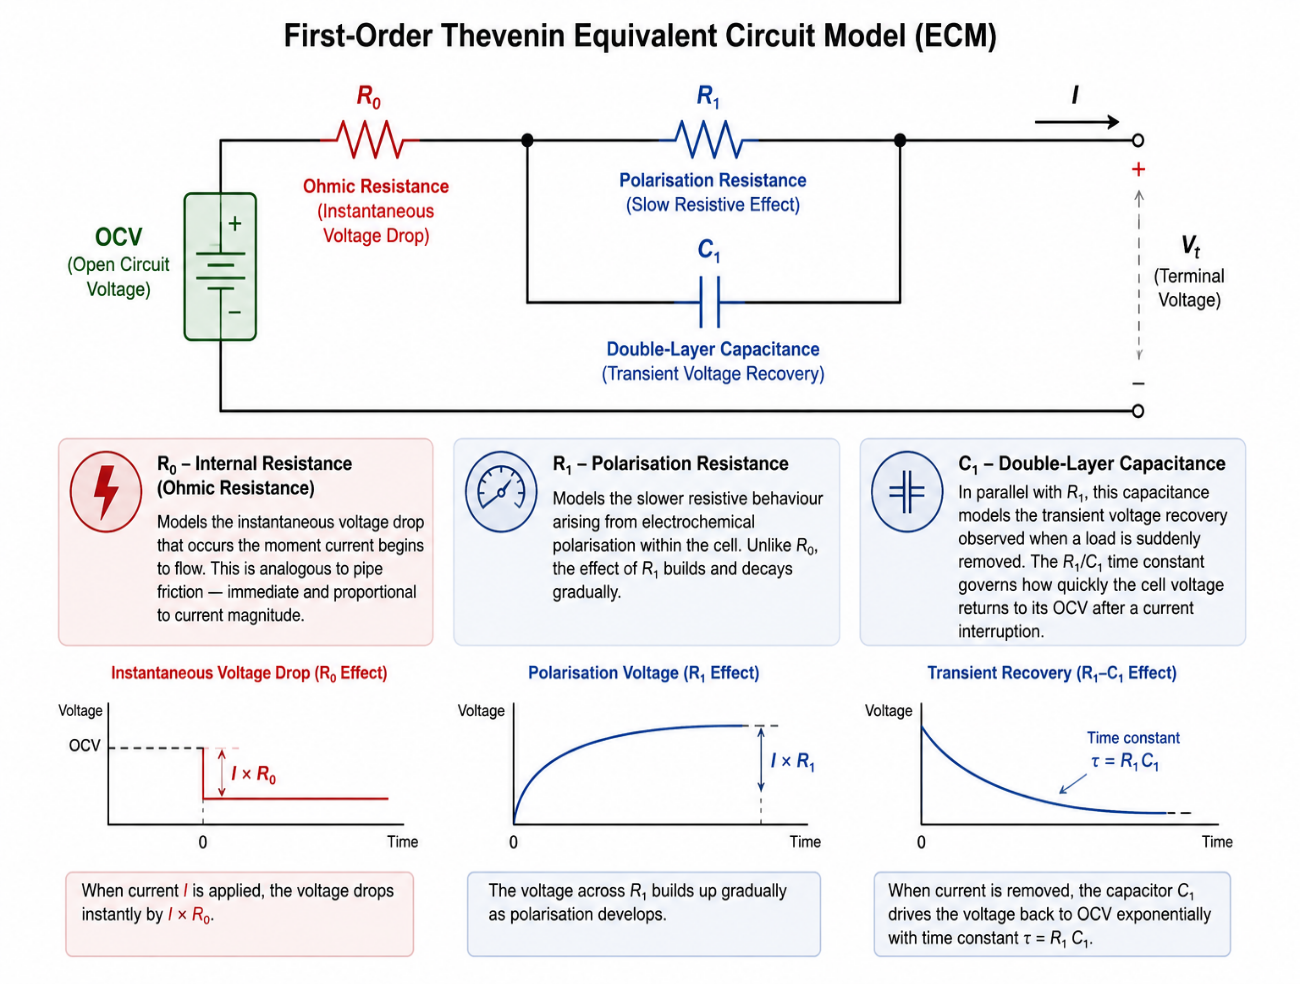 First-Order Thevenin Equivalent Circuit Model (ECM)
R₀
R₁
I
Ohmic Resistance
(Instantaneous
Voltage Drop)
Polarisation Resistance
(Slow Resistive Effect)
+
+
OCV
(Open Circuit
Voltage)
−
C₁
Vₜ
(Terminal
Voltage)
Double-Layer Capacitance
(Transient Voltage Recovery)
−
R₀ – Internal Resistance
(Ohmic Resistance)
Models the instantaneous voltage drop
that occurs the moment current begins
to flow. This is analogous to pipe
friction — immediate and proportional
to current magnitude.
R₁ – Polarisation Resistance
Models the slower resistive behaviour
arising from electrochemical
polarisation within the cell. Unlike R₀,
the effect of R₁ builds and decays
gradually.
C₁ – Double-Layer Capacitance
In parallel with R₁, this capacitance
models the transient voltage recovery
observed when a load is suddenly
removed. The R₁/C₁ time constant
governs how quickly the cell voltage
returns to its OCV after a current
interruption.
Instantaneous Voltage Drop (R₀ Effect)
Voltage
OCV
I × R₀
0
Time
When current I is applied, the voltage drops
instantly by I × R₀.
Polarisation Voltage (R₁ Effect)
Voltage
I × R₁
0
Time
The voltage across R₁ builds up gradually
as polarisation develops.
Transient Recovery (R₁–C₁ Effect)
Voltage
Time constant
τ = R₁ C₁
0
Time
When current is removed, the capacitor C₁
drives the voltage back to OCV exponentially
with time constant τ = R₁ C₁.